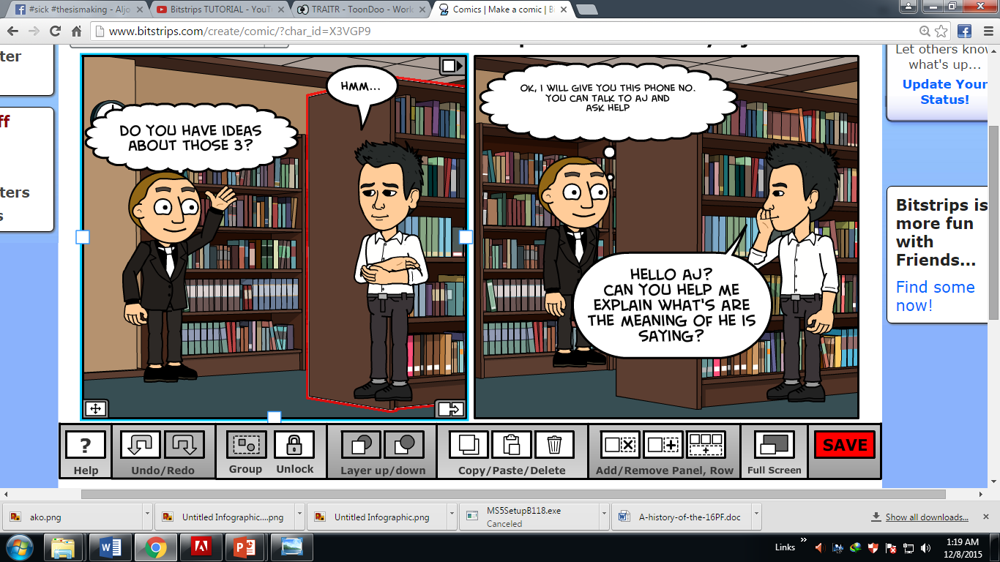 #sick #thesismaking - Aljo
Bitstrips TUTORIAL - YouT
TRAITR - ToonDoo - World
Comics | Make a comic | B
www.bitstrips.com/create/comic/?char_id=X3VGP9
ter
ff
ters
s
DO YOU HAVE IDEAS
ABOUT THOSE 3?
HMM...
OK, I WILL GIVE YOU THIS PHONE NO.
YOU CAN TALK TO AJ AND
ASK HELP
HELLO AJ?
CAN YOU HELP ME
EXPLAIN WHAT'S ARE
THE MEANING OF HE IS
SAYING?
Let others know
what's up...
Update Your
Status!
Bitstrips is
more fun
with
Friends...
Find some
now!
?
Help
Undo/Redo
Group
Unlock
Layer up/down
Copy/Paste/Delete
Add/Remove Panel, Row
Full Screen
SAVE
ako.png
Untitled Infographic....png
Untitled Infographic.png
MS5SetupB118.exe
Canceled
A-history-of-the-16PF.doc
Show all downloads...
Links
1:19 AM
12/8/2015